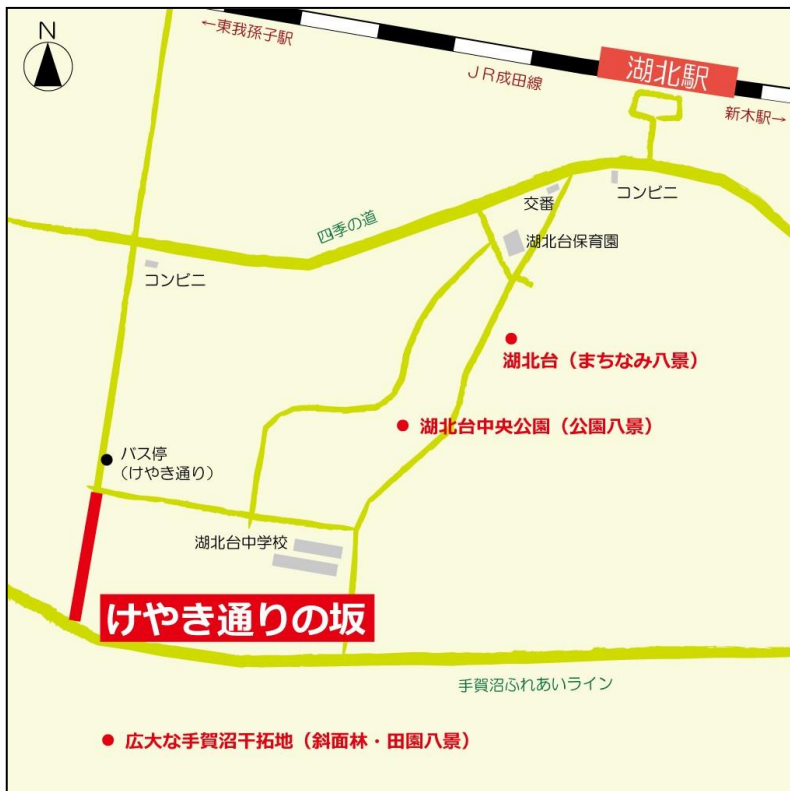 N
←東我孫子駅
JR成田線
湖北駅
新木駅→
コンビニ
交番
四季の道
湖北台保育園
コンビニ
湖北台（まちなみ八景）
湖北台中央公園（公園八景）
バス停
（けやき通り）
湖北台中学校
けやき通りの坂
手賀沼ふれあいライン
広大な手賀沼干拓地（斜面林・田園八景）